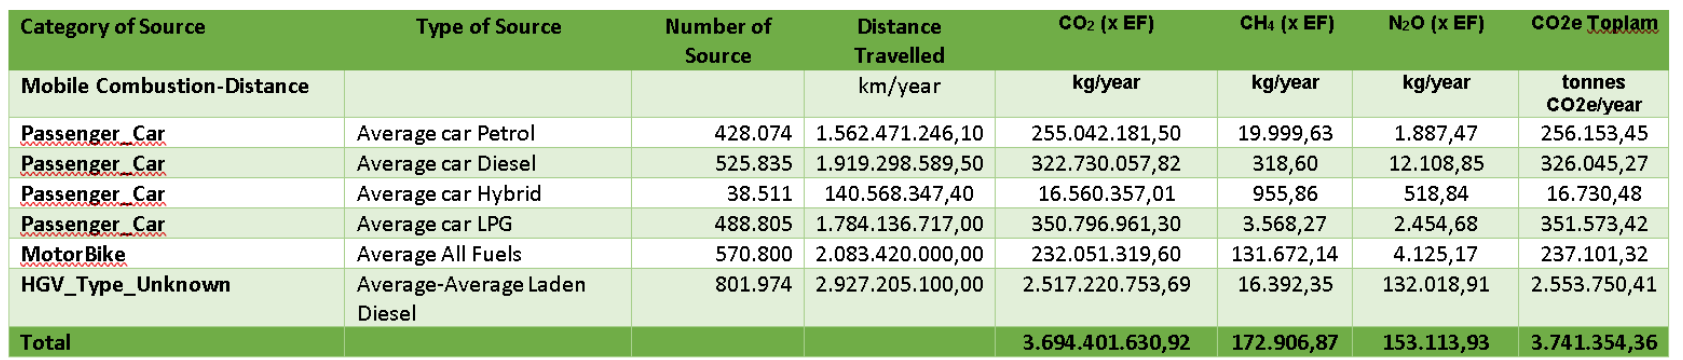 Category of Source Type of Source Number of Source Distance Travelled CO₂ (x EF) CH₄ (x EF) N₂O (x EF) CO2e Toplam
Mobile Combustion-Distance km/year kg/year kg/year kg/year tonnes CO2e/year
Passenger_Car Average car Petrol 428.074 1.562.471.246,10 255.042.181,50 19.999,63 1.887,47 256.153,45
Passenger_Car Average car Diesel 525.835 1.919.298.589,50 322.730.057,82 318,60 12.108,85 326.045,27
Passenger_Car Average car Hybrid 38.511 140.568.347,40 16.560.357,01 955,86 518,84 16.730,48
Passenger_Car Average car LPG 488.805 1.784.136.717,00 350.796.961,30 3.568,27 2.454,68 351.573,42
MotorBike Average All Fuels 570.800 2.083.420.000,00 232.051.319,60 131.672,14 4.125,17 237.101,32
HGV_Type_Unknown Average-Average Laden Diesel 801.974 2.927.205.100,00 2.517.220.753,69 16.392,35 132.018,91 2.553.750,41
Total 3.694.401.630,92 172.906,87 153.113,93 3.741.354,36